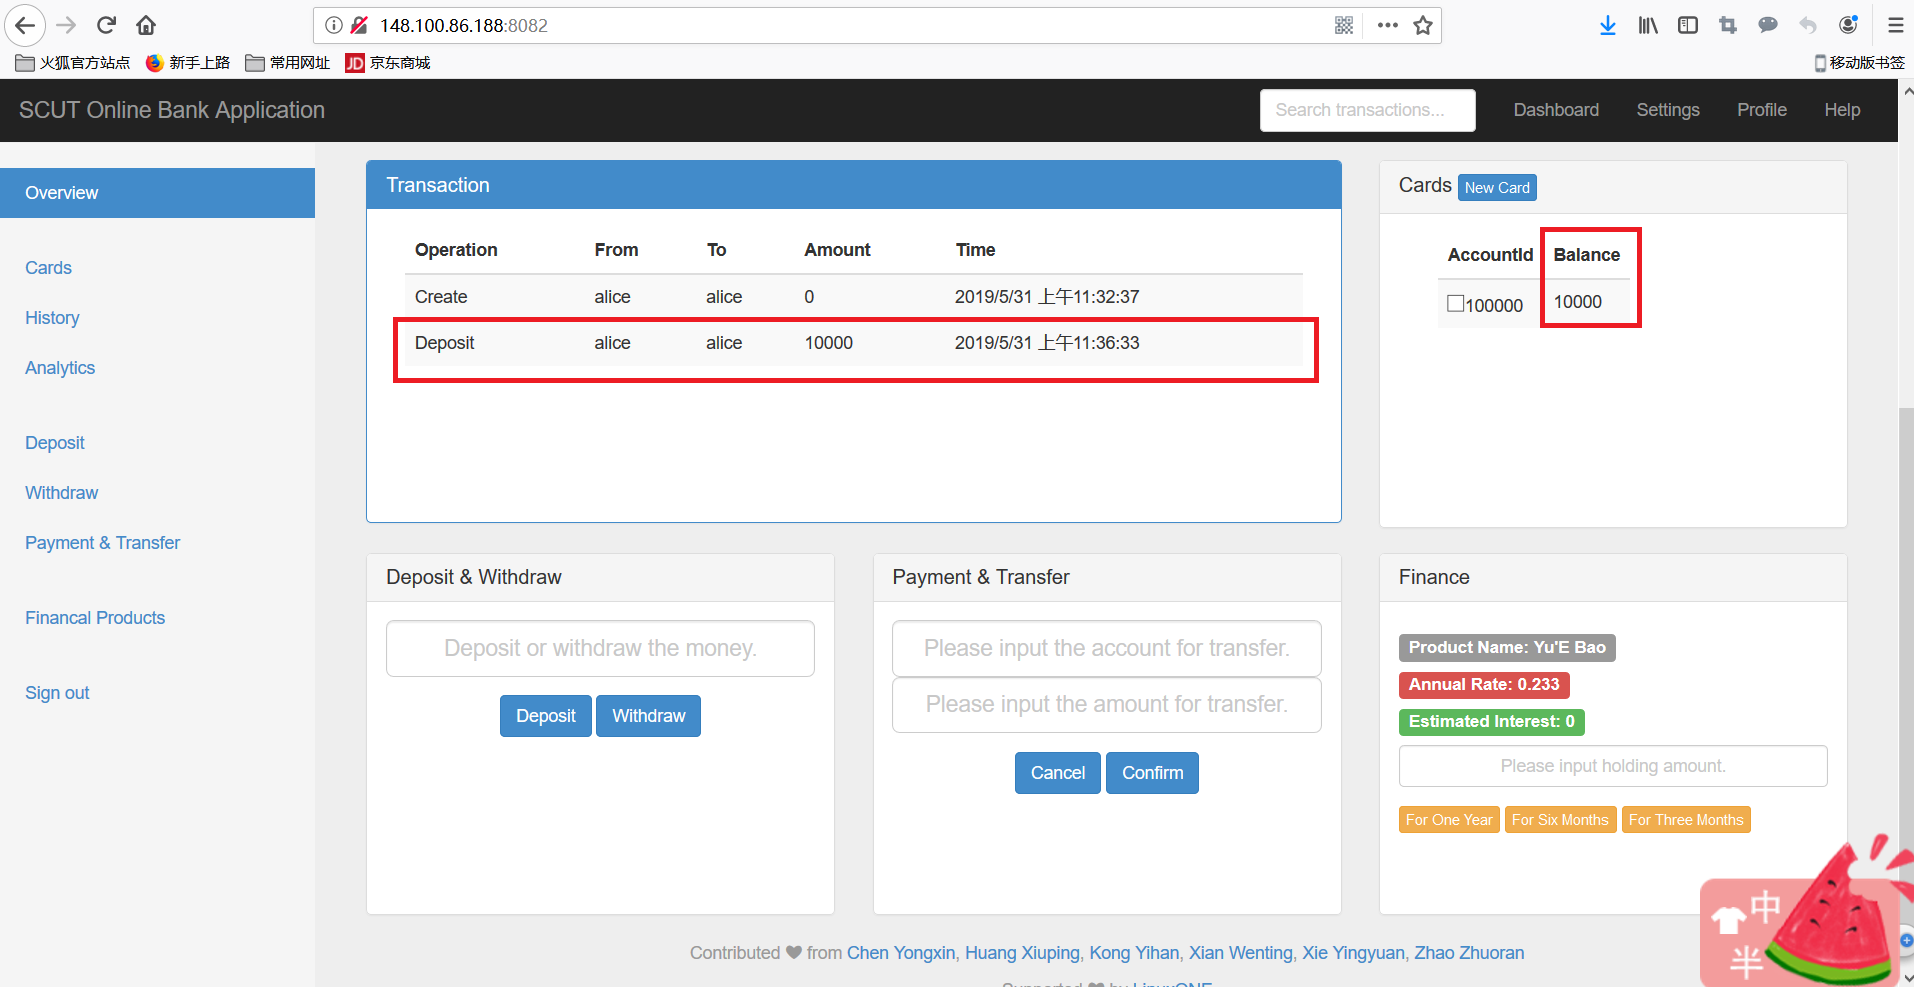 148.100.86.188:8082
火狐官方站点 新手上路 常用网址 JD 京东商城 移动版书签
SCUT Online Bank Application Search transactions... Dashboard Settings Profile Help
Overview
Cards
History
Analytics
Deposit
Withdraw
Payment & Transfer
Financal Products
Sign out
Transaction
Operation From To Amount Time
Create alice alice 0 2019/5/31 上午11:32:37
Deposit alice alice 10000 2019/5/31 上午11:36:33
Cards New Card
AccountId Balance
100000 10000
Deposit & Withdraw
Deposit or withdraw the money.
Deposit Withdraw
Payment & Transfer
Please input the account for transfer.
Please input the amount for transfer.
Cancel Confirm
Finance
Product Name: Yu'E Bao
Annual Rate: 0.233
Estimated Interest: 0
Please input holding amount.
For One Year For Six Months For Three Months
中
半
Contributed ♥ from Chen Yongxin, Huang Xiuping, Kong Yihan, Xian Wenting, Xie Yingyuan, Zhao Zhuoran
Supported ♥ by LinuxONE